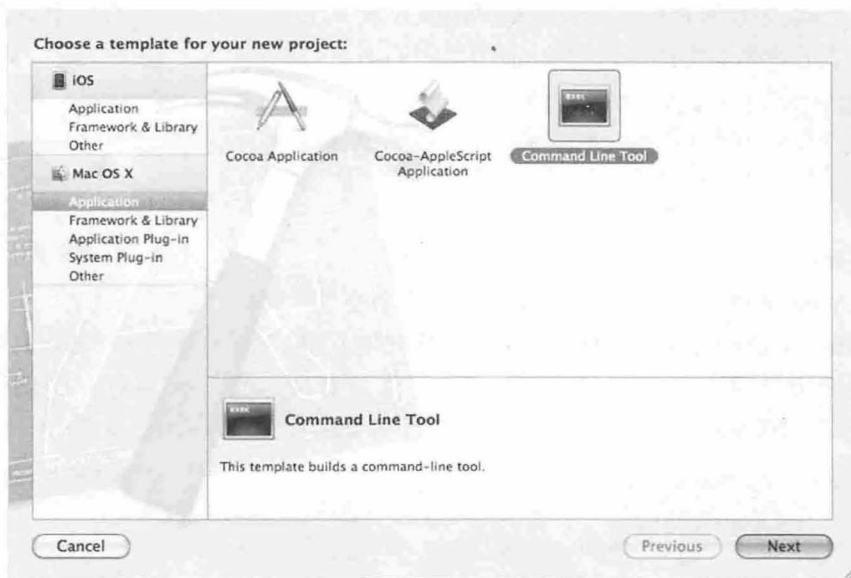 Choose a template for your new project:
iOS
Application
Framework & Library
Other
Mac OS X
Application
Framework & Library
Application Plug-in
System Plug-in
Other
Cocoa Application
Cocoa-AppleScript
Application
EXEC
Command Line Tool
EXEC
Command Line Tool
This template builds a command-line tool.
Cancel
Previous
Next